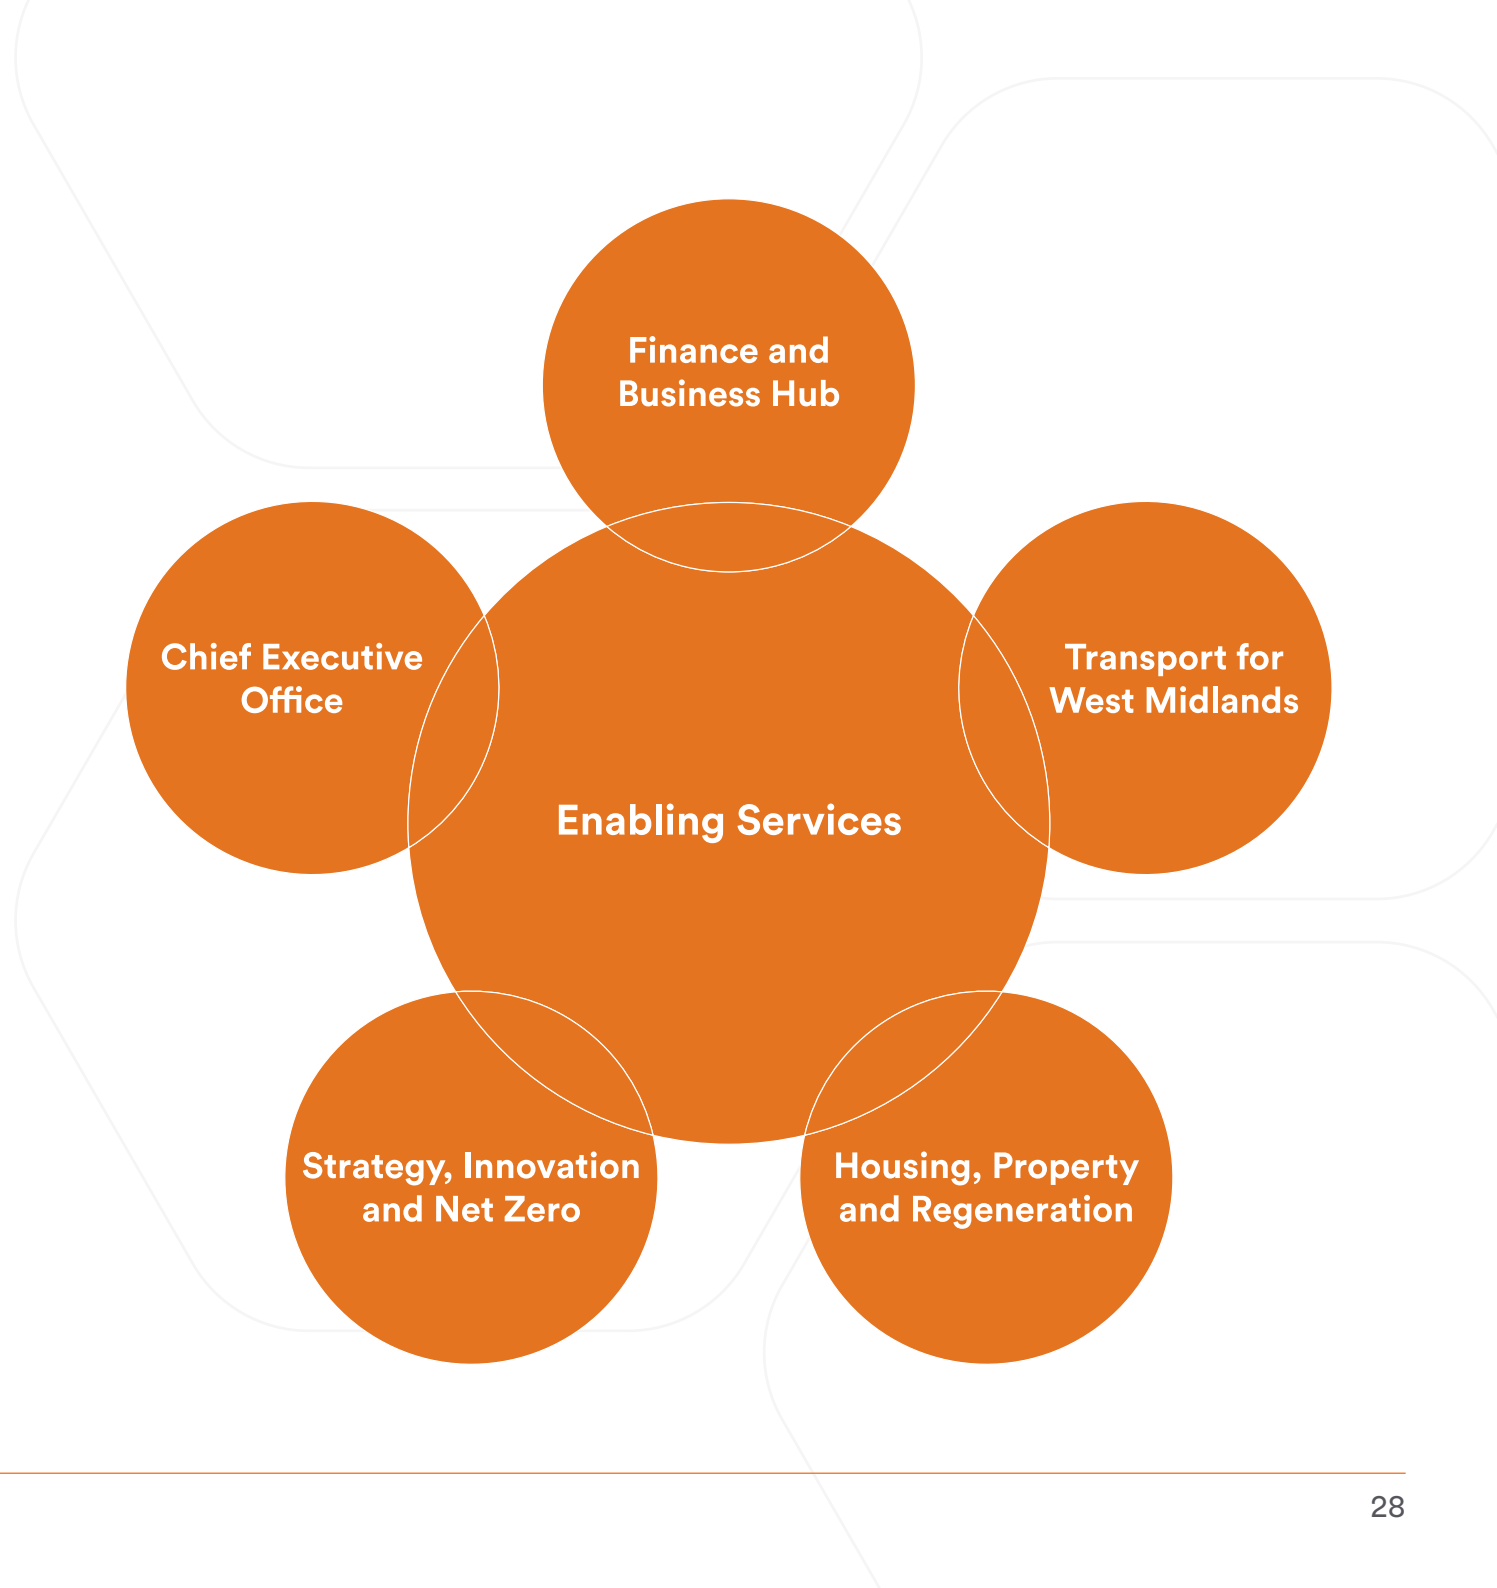 Finance and
Business Hub
Chief Executive
Office
Transport for
West Midlands
Enabling Services
Strategy, Innovation
and Net Zero
Housing, Property
and Regeneration
28